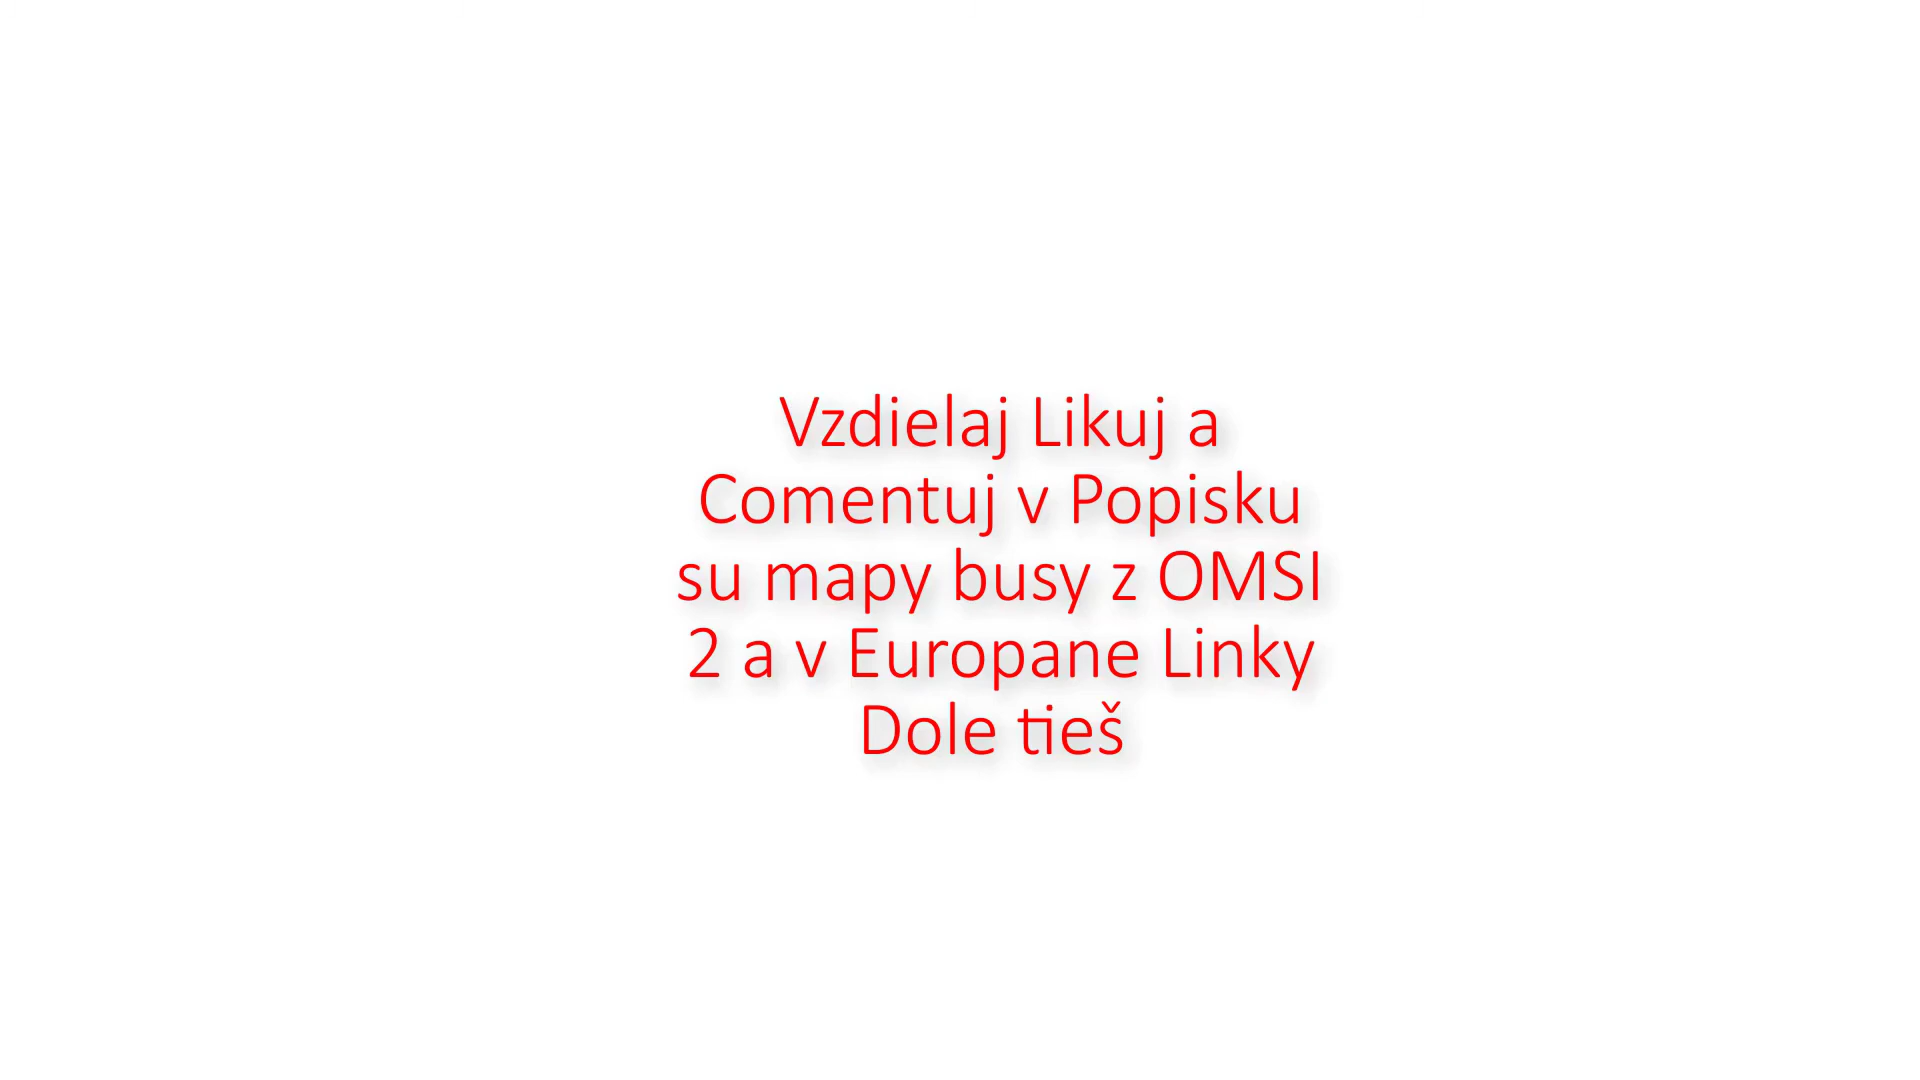 Vzdielaj Likuj a
Comentuj v Popisku
su mapy busy z OMSI
2 a v Europane Linky
Dole tieš